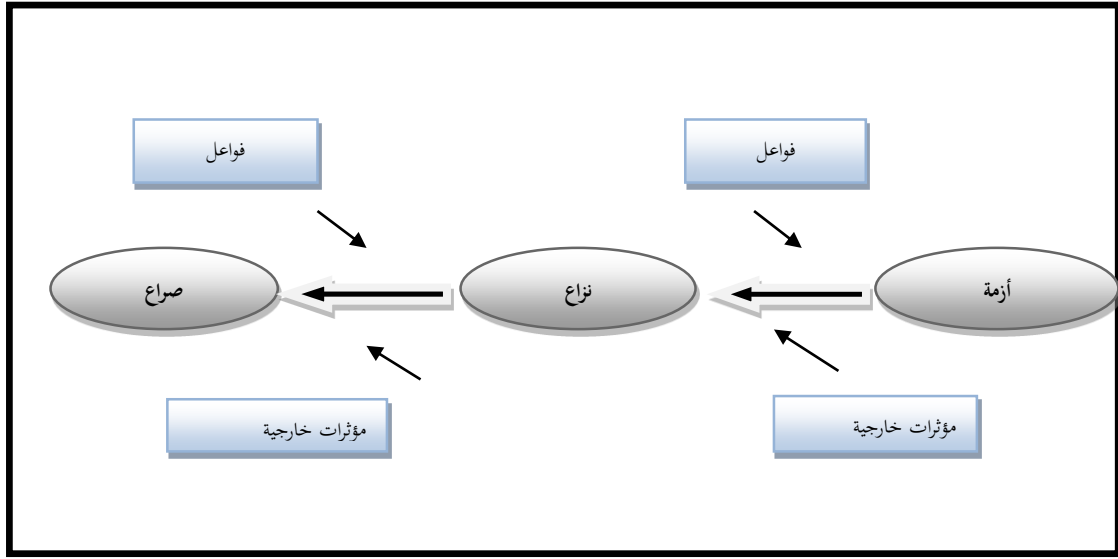 فواعل
فواعل
أزمة
نزاع
صراع
مؤثرات خارجية
مؤثرات خارجية